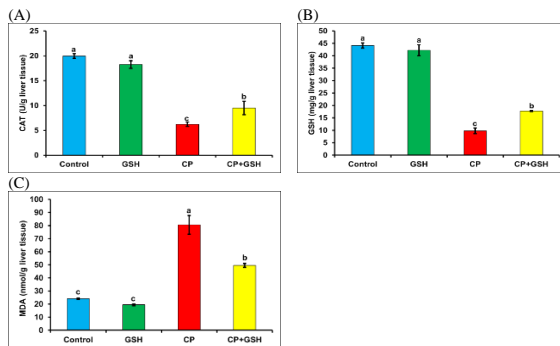 (A)
CAT (U/g liver tissue)
25
20
15
10
5
0
a
a
c
b
Control GSH CP CP+GSH
(B)
GSH (mg/g liver tissue)
50
45
40
35
30
25
20
15
10
5
0
a
a
c
b
Control GSH CP CP+GSH
(C)
MDA (nmol/g liver tissue)
100
90
80
70
60
50
40
30
20
10
0
c
c
a
b
Control GSH CP CP+GSH